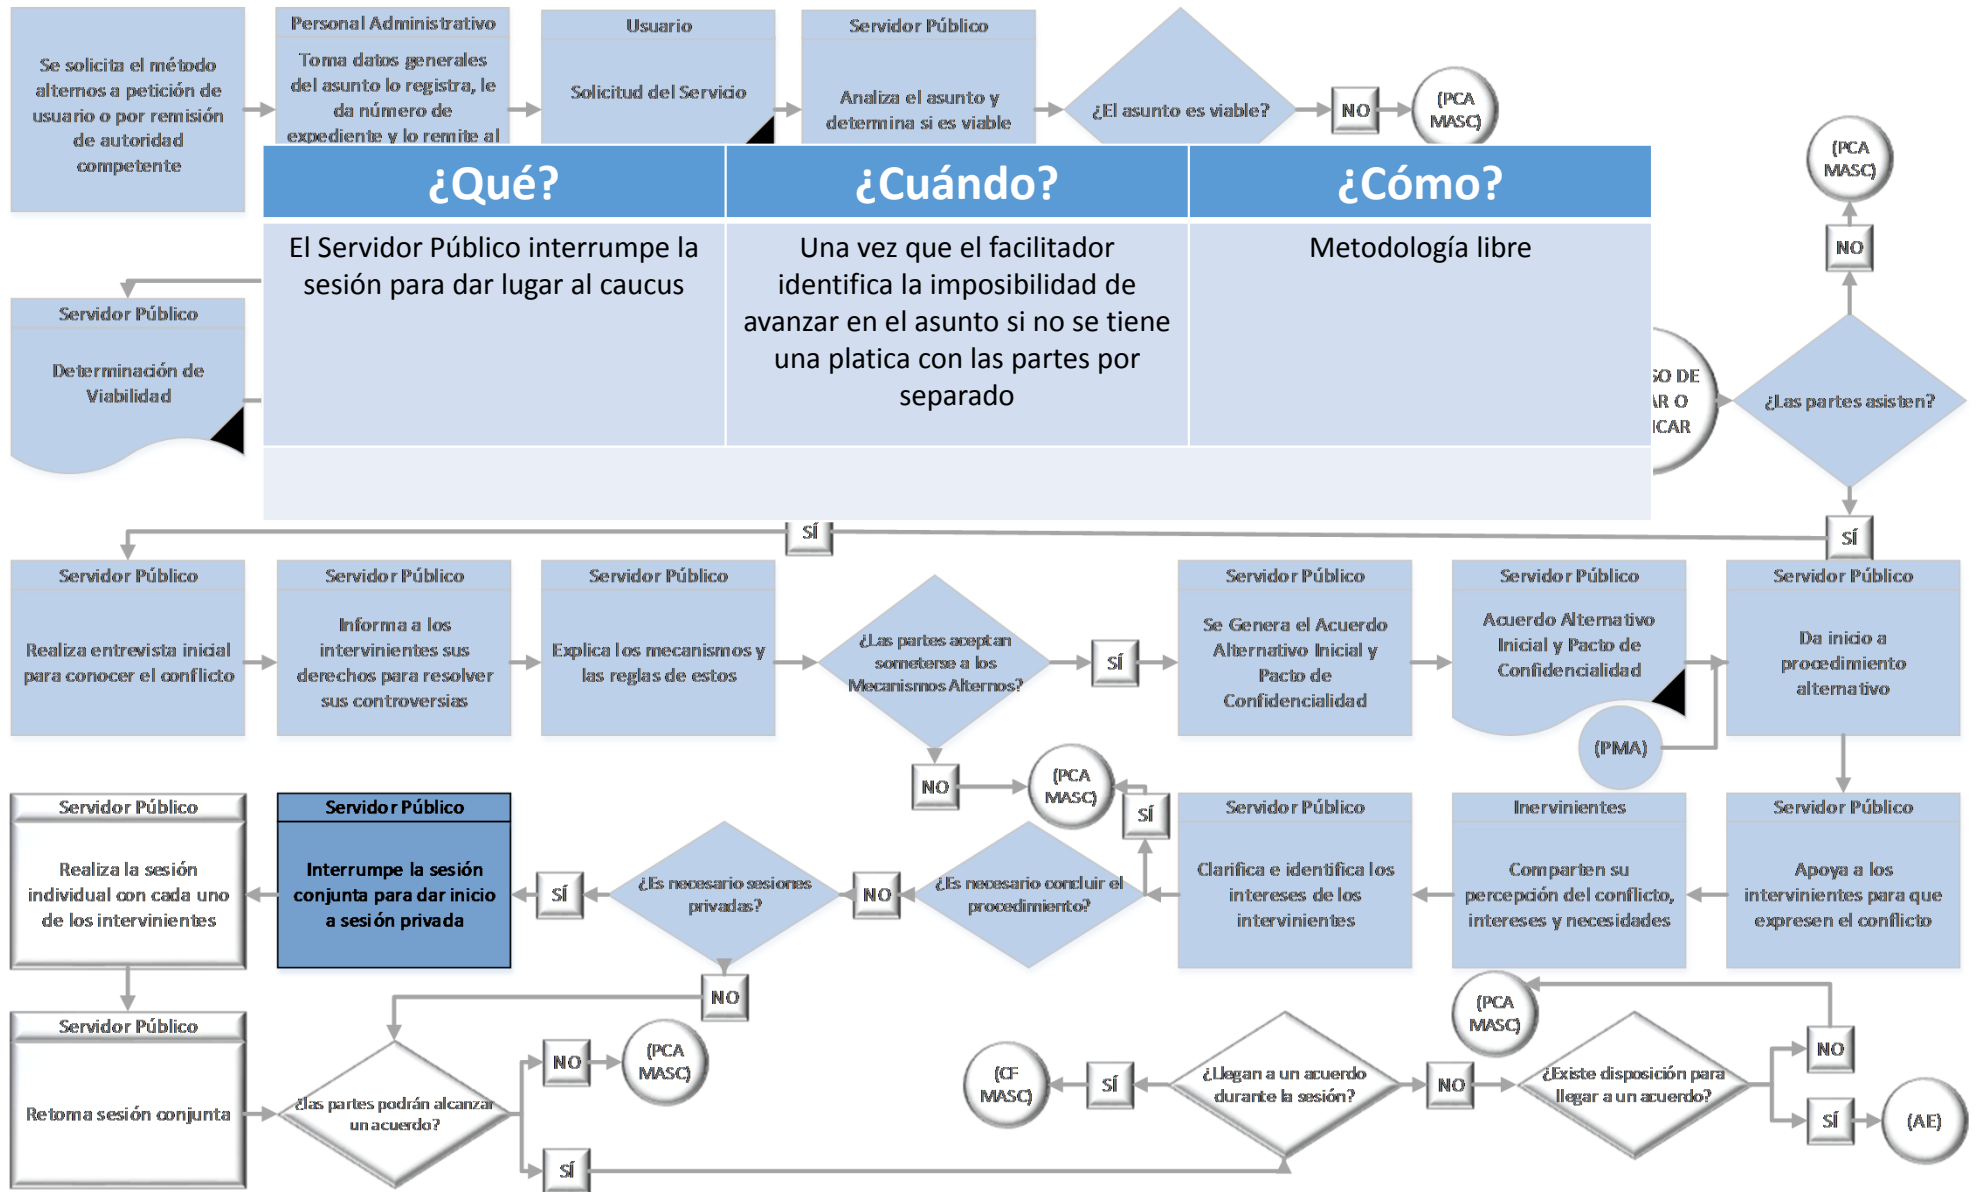 Se solicita el método
alternos a petición de
usuario o por remisión
de autoridad
competente
Personal Administrativo
Toma datos generales
del asunto lo registra, le
da número de
expediente y lo remite al
Usuario
Solicitud del Servicio
Servidor Público
Analiza el asunto y
determina si es viable
¿El asunto es viable?
NO
(PCA
MASC)
(PCA
MASC)
NO
¿Qué?
¿Cuándo?
¿Cómo?
El Servidor Público interrumpe la
sesión para dar lugar al caucus
Una vez que el facilitador
identifica la imposibilidad de
avanzar en el asunto si no se tiene
una platica con las partes por
separado
Metodología libre
Servidor Público
Determinación de
Viabilidad
SO DE
AR O
ICAR
¿Las partes asisten?
SÍ
SÍ
Servidor Público
Realiza entrevista inicial
para conocer el conflicto
Servidor Público
Informa a los
intervinientes sus
derechos para resolver
sus controversias
Servidor Público
Explica los mecanismos y
las reglas de estos
¿Las partes aceptan
someterse a los
Mecanismos Alternos?
SÍ
Servidor Público
Se Genera el Acuerdo
Alternativo Inicial y
Pacto de
Confidencialidad
Servidor Público
Acuerdo Alternativo
Inicial y Pacto de
Confidencialidad
(PMA)
Servidor Público
Da inicio a
procedimiento
alternativo
NO
(PCA
MASC)
SÍ
Servidor Público
Realiza la sesión
individual con cada uno
de los intervinientes
Servidor Público
Interrumpe la sesión
conjunta para dar inicio
a sesión privada
SÍ
¿Es necesario sesiones
privadas?
NO
¿Es necesario concluir el
procedimiento?
Servidor Público
Clarifica e identifica los
intereses de los
intervinientes
Inervinientes
Comparten su
percepción del conflicto,
intereses y necesidades
Servidor Público
Apoya a los
intervinientes para que
expresen el conflicto
NO
Servidor Público
Retoma sesión conjunta
¿las partes podrán alcanzar
un acuerdo?
NO
(PCA
MASC)
SÍ
(CF
MASC)
SÍ
¿Llegan a un acuerdo
durante la sesión?
NO
(PCA
MASC)
¿Existe disposición para
llegar a un acuerdo?
NO
SÍ
(AE)